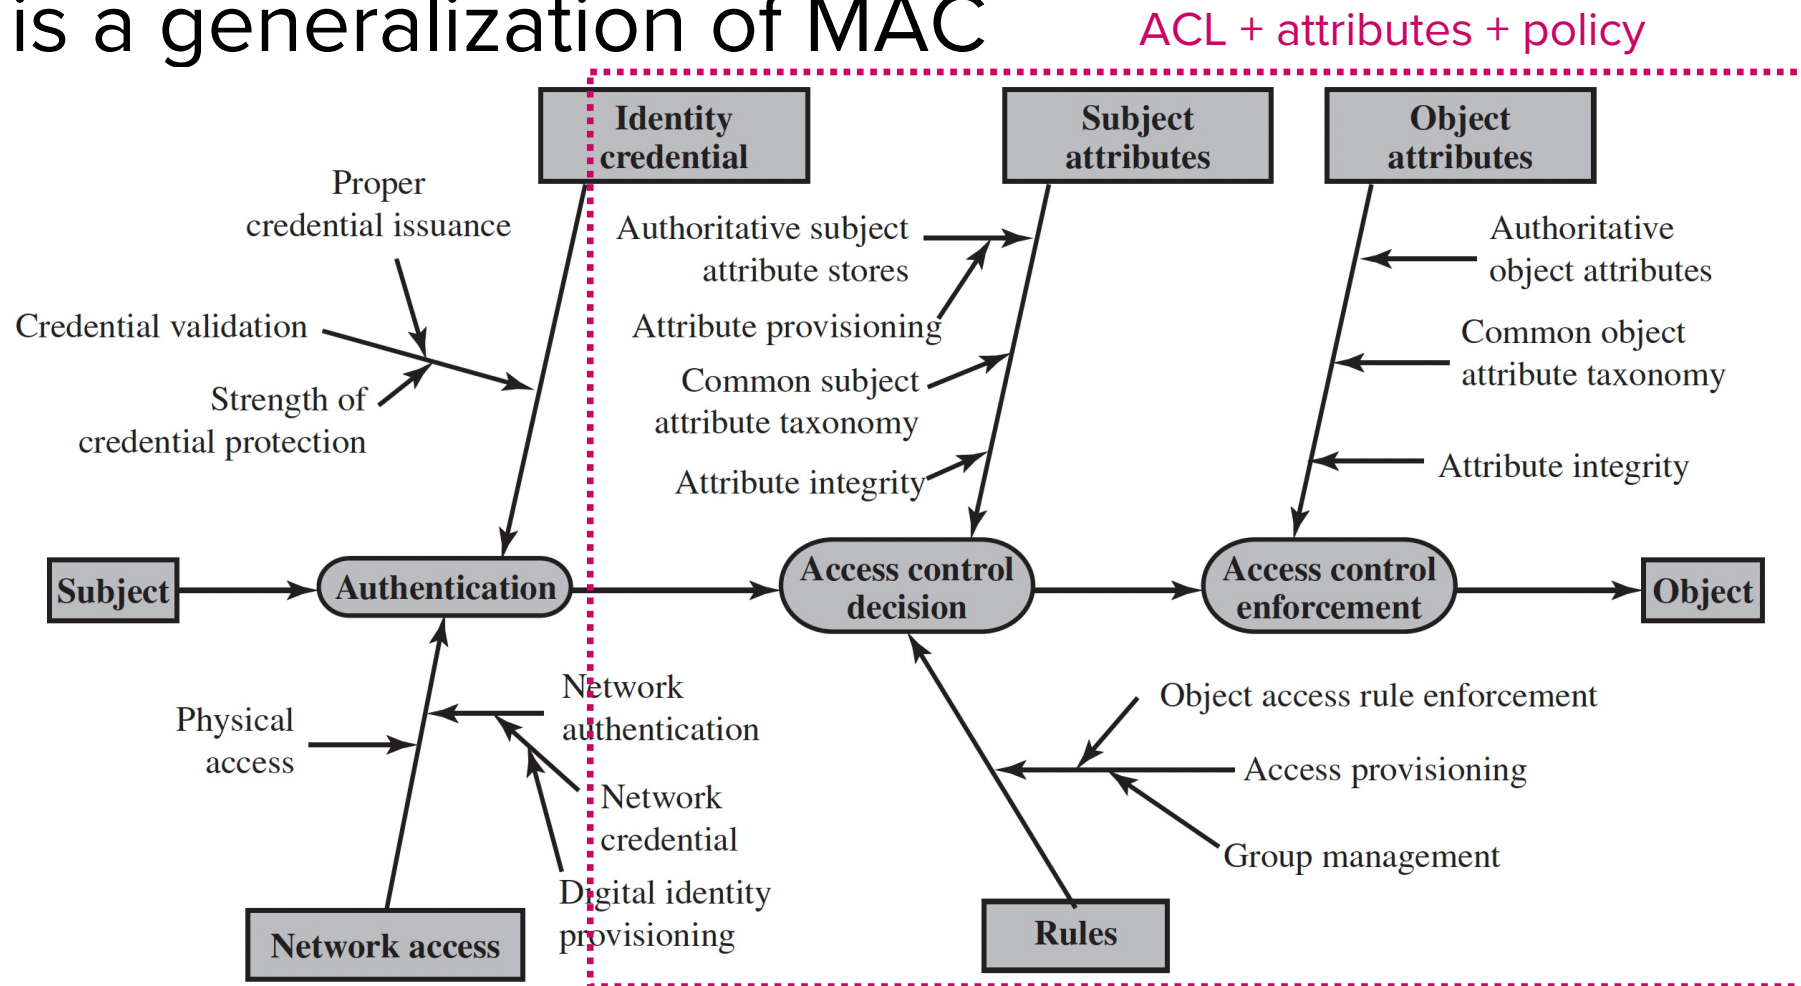 is a generalization of MAC
ACL + attributes + policy
Identity
credential
Subject
attributes
Object
attributes
Proper
credential issuance
Credential validation
Strength of
credential protection
Authoritative subject
attribute stores
Attribute provisioning
Common subject
attribute taxonomy
Attribute integrity
Authoritative
object attributes
Common object
attribute taxonomy
Attribute integrity
Subject
Authentication
Access control
decision
Access control
enforcement
Object
Physical
access
Network
authentication
Network
credential
Digital identity
provisioning
Object access rule enforcement
Access provisioning
Group management
Network access
Rules